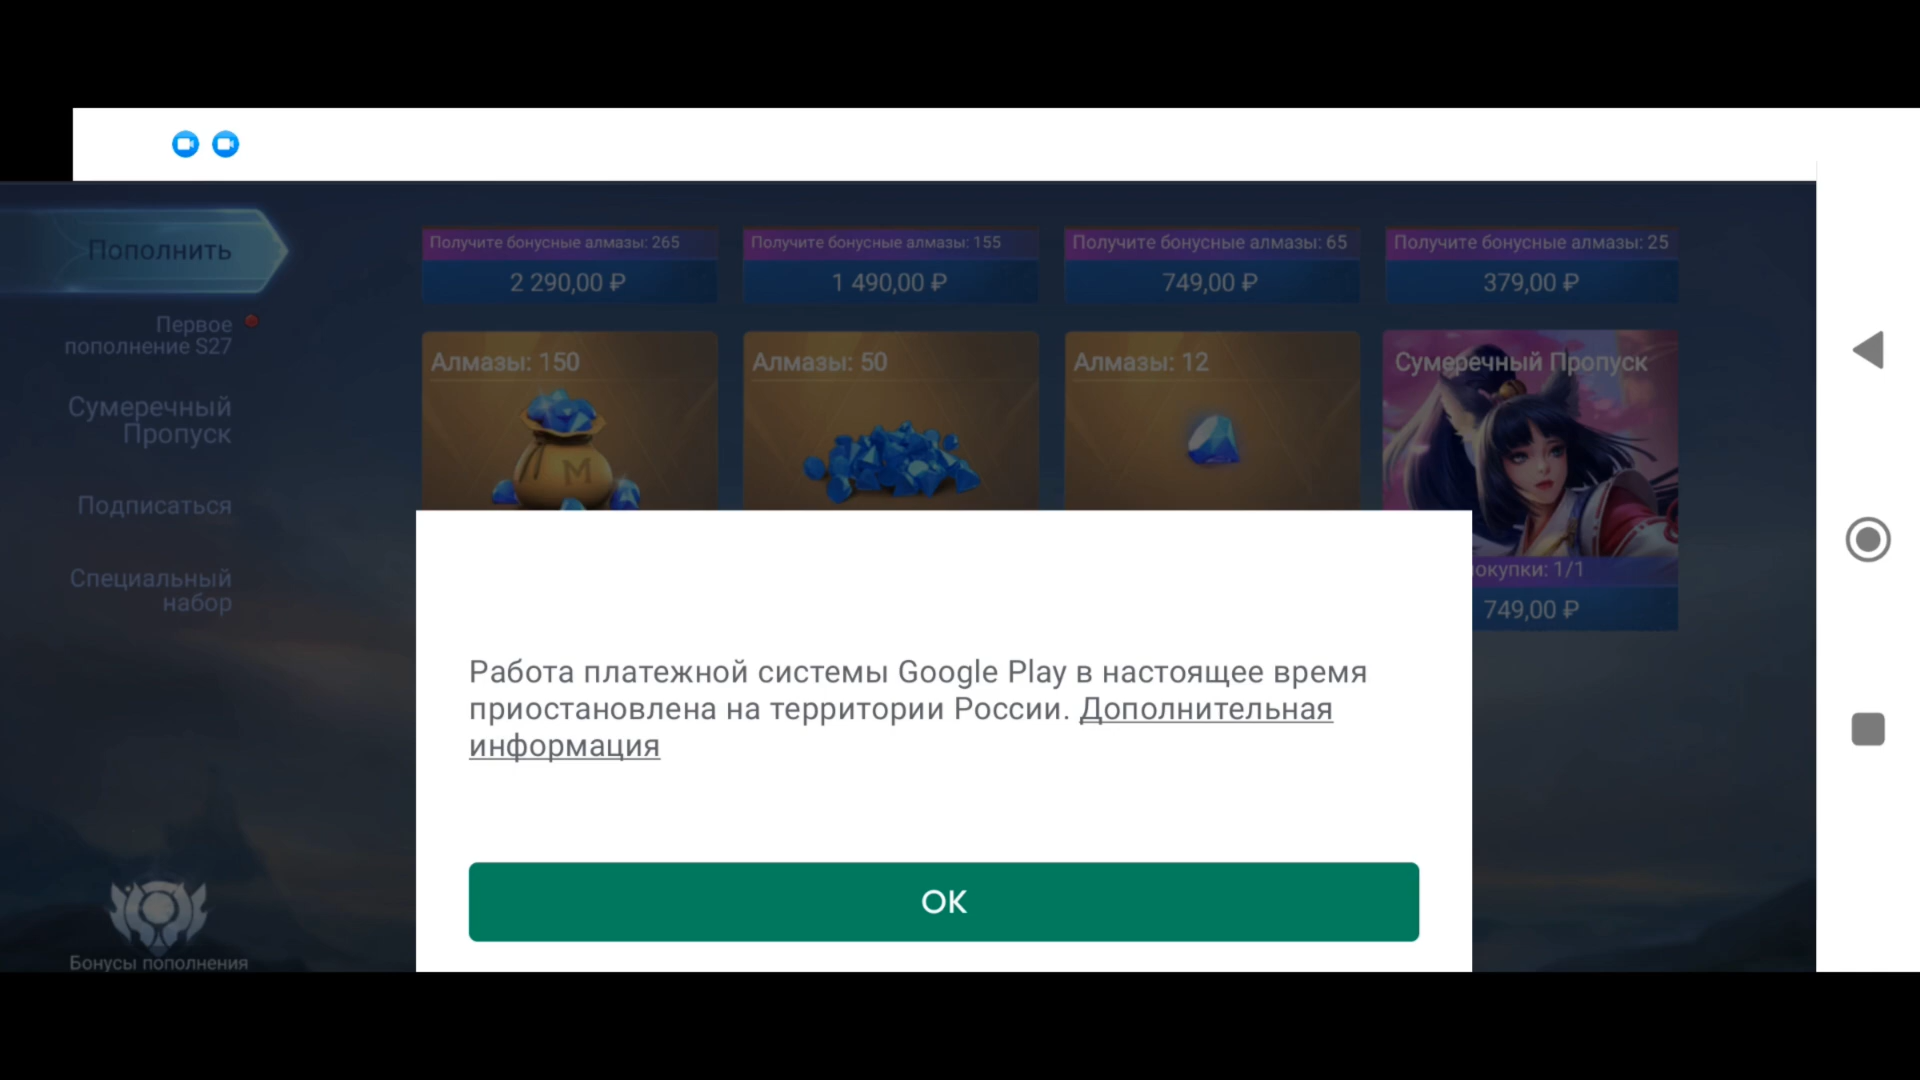 Пополнить
Первое
пополнение S27
Сумеречный
Пропуск
Подписаться
Специальный
набор
Бонусы пополнения
Получите бонусные алмазы: 265
2 290,00 ₽
Получите бонусные алмазы: 155
1 490,00 ₽
Получите бонусные алмазы: 65
749,00 ₽
Получите бонусные алмазы: 25
379,00 ₽
Алмазы: 150
M
Алмазы: 50
Алмазы: 12
Сумеречный Пропуск
окупки: 1/1
749,00 ₽
Работа платежной системы Google Play в настоящее время
приостановлена на территории России. Дополнительная
информация
OK